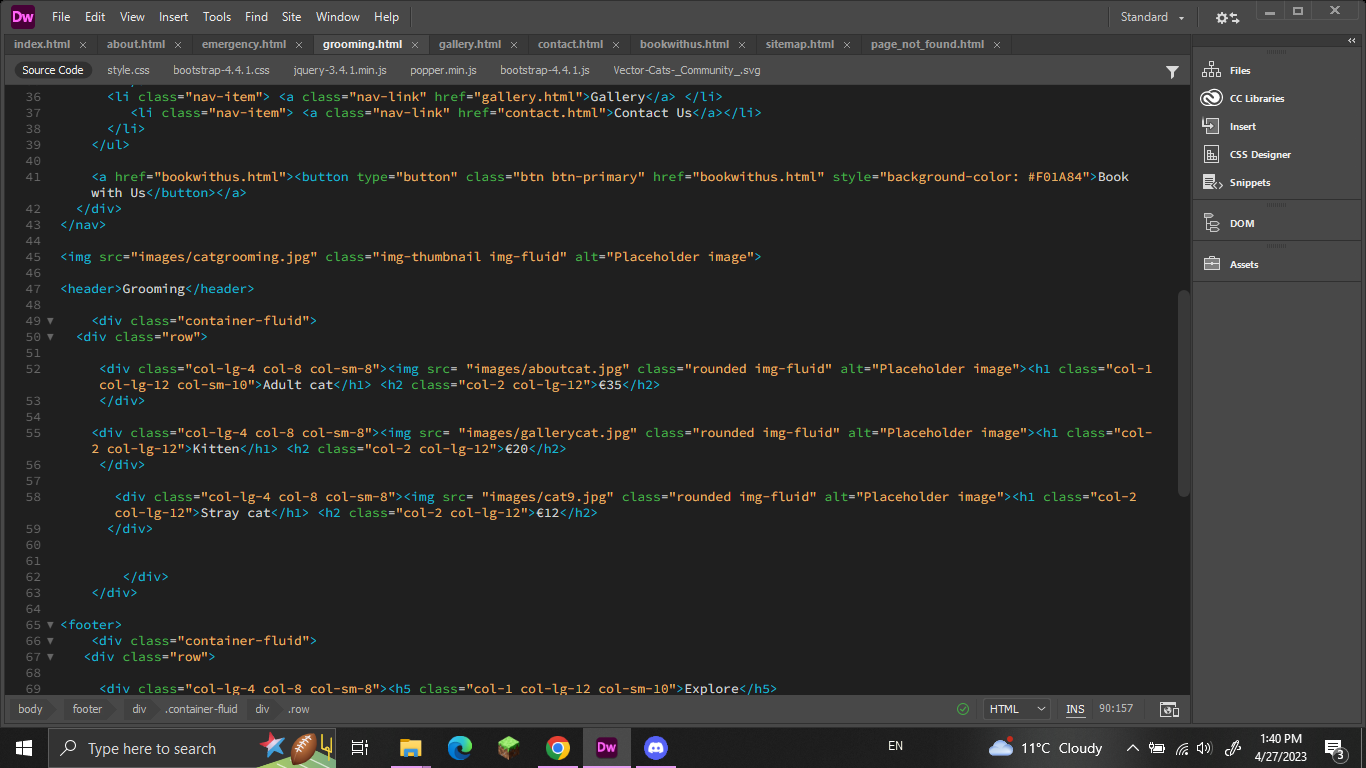 Dw File Edit View Insert Tools Find Site Window Help Standard
index.html × about.html × emergency.html × grooming.html × gallery.html × contact.html × bookwithus.html × sitemap.html × page_not_found.html ×
Source Code style.css bootstrap-4.4.1.css jquery-3.4.1.min.js popper.min.js bootstrap-4.4.1.js Vector-Cats-_Community_.svg
36 <li class="nav-item"> <a class="nav-link" href="gallery.html">Gallery</a> </li>
37 <li class="nav-item"> <a class="nav-link" href="contact.html">Contact Us</a></li>
38 </li>
39 </ul>
40
41 <a href="bookwithus.html"><button type="button" class="btn btn-primary" href="bookwithus.html" style="background-color: #F01A84">Book
with Us</button></a>
42 </div>
43 </nav>
44
45 <img src="images/catgrooming.jpg" class="img-thumbnail img-fluid" alt="Placeholder image">
46
47 <header>Grooming</header>
48
49 <div class="container-fluid">
50 <div class="row">
51
52 <div class="col-lg-4 col-8 col-sm-8"><img src= "images/aboutcat.jpg" class="rounded img-fluid" alt="Placeholder image"><h1 class="col-1
col-lg-12 col-sm-10">Adult cat</h1> <h2 class="col-2 col-lg-12">€35</h2>
53 </div>
54
55 <div class="col-lg-4 col-8 col-sm-8"><img src= "images/gallerycat.jpg" class="rounded img-fluid" alt="Placeholder image"><h1 class="col-
2 col-lg-12">Kitten</h1> <h2 class="col-2 col-lg-12">€20</h2>
56 </div>
57
58 <div class="col-lg-4 col-8 col-sm-8"><img src= "images/cat9.jpg" class="rounded img-fluid" alt="Placeholder image"><h1 class="col-2
col-lg-12">Stray cat</h1> <h2 class="col-2 col-lg-12">€12</h2>
59 </div>
60
61
62 </div>
63 </div>
64
65 <footer>
66 <div class="container-fluid">
67 <div class="row">
68
69 <div class="col-lg-4 col-8 col-sm-8"><h5 class="col-1 col-lg-12 col-sm-10">Explore</h5>
body footer div .container-fluid div .row HTML INS 90:157
Files
CC Libraries
Insert
CSS Designer
Snippets
DOM
Assets
Type here to search Dw EN 11°C Cloudy 1:40 PM
4/27/2023 3